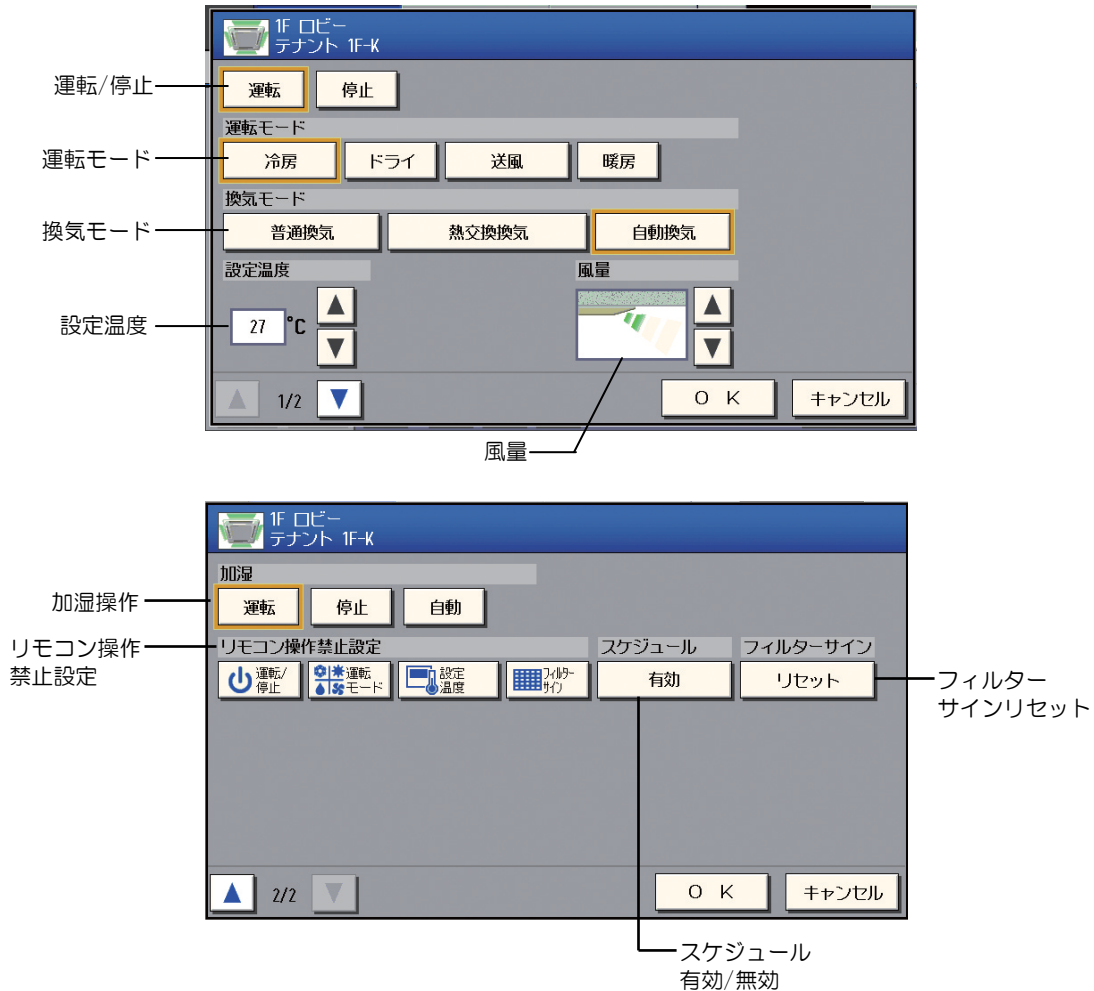 1F ロビー
テナント 1F-K
運転/停止
運転 停止
運転モード
運転モード
冷房 ドライ 送風 暖房
換気モード
換気モード
普通換気 熱交換換気 自動換気
設定温度 風量
設定温度
27 °C
1/2
O K キャンセル
風量
1F ロビー
テナント 1F-K
加湿
加湿操作
運転 停止 自動
リモコン操作
禁止設定
リモコン操作禁止設定 スケジュール フィルターサイン
運転/
停止
運転
モード
設定
温度
フィルター
サイン
有効 リセット
フィルター
サインリセット
2/2
O K キャンセル
スケジュール
有効/無効